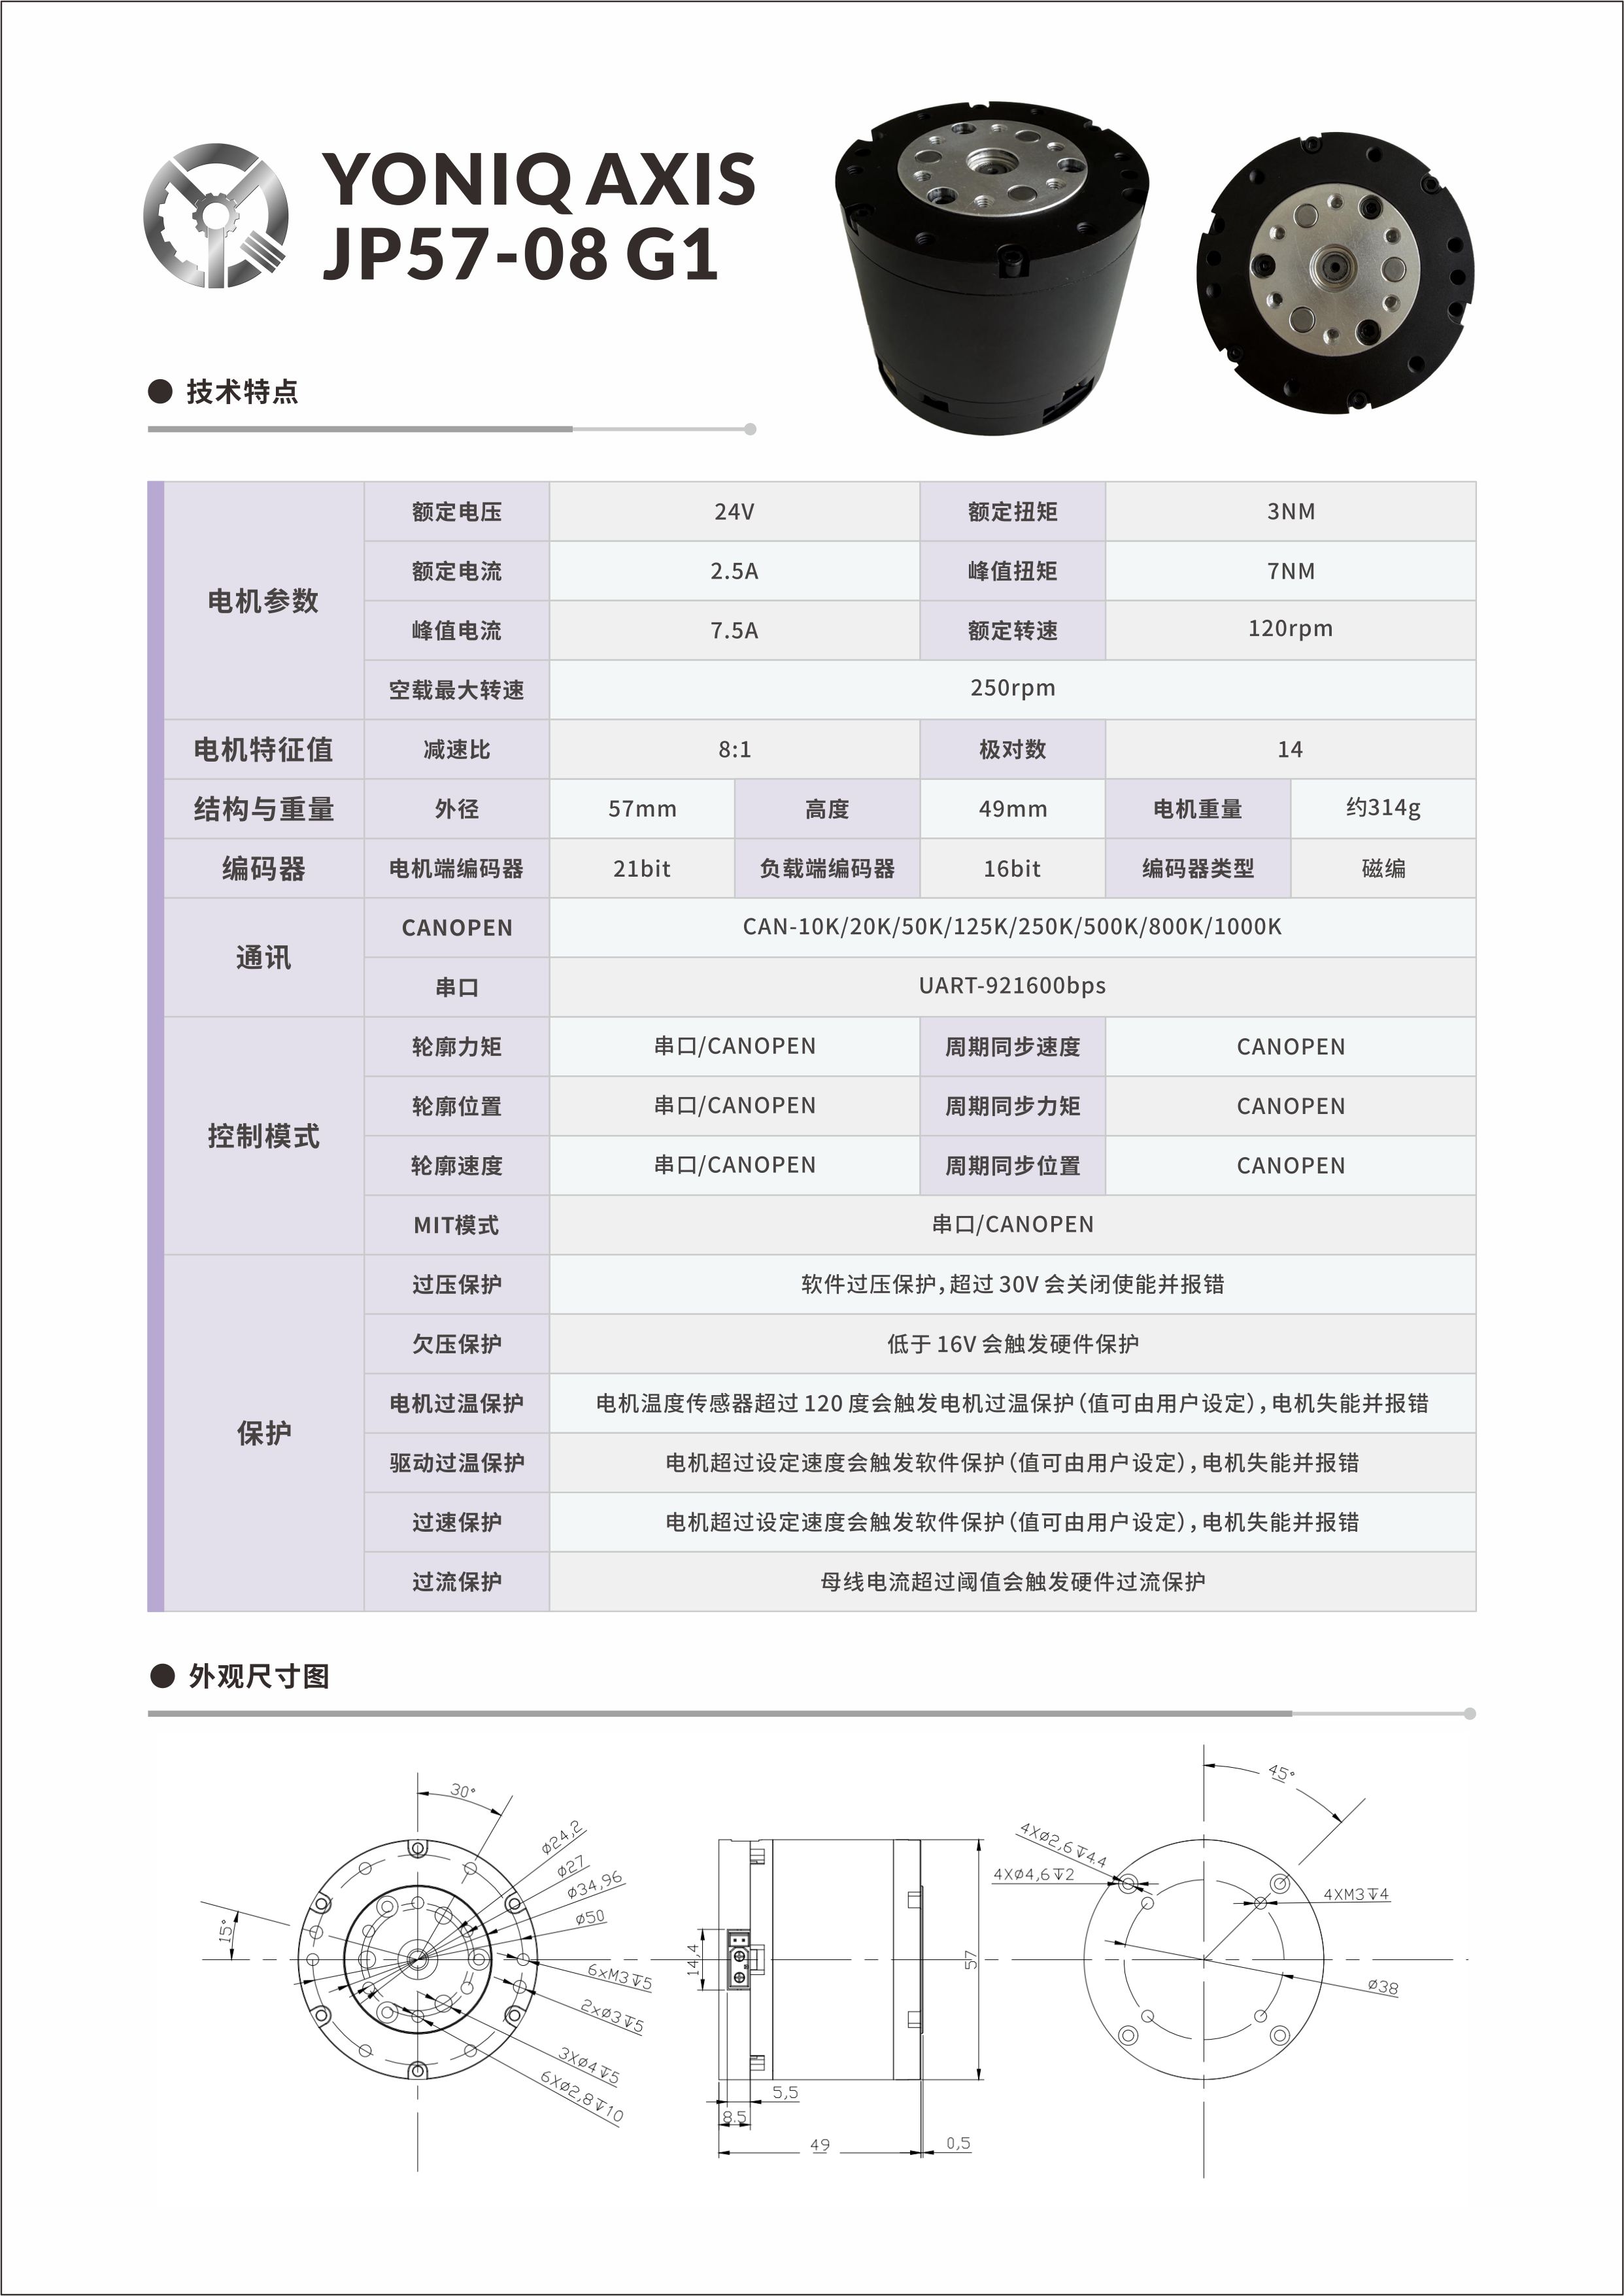 YONIQ AXIS
JP57-08 G1
技术特点
电机参数
额定电压 24V 额定扭矩 3NM
额定电流 2.5A 峰值扭矩 7NM
峰值电流 7.5A 额定转速 120rpm
空载最大转速 250rpm
电机特征值 减速比 8:1 极对数 14
结构与重量 外径 57mm 高度 49mm 电机重量 约314g
编码器 电机端编码器 21bit 负载端编码器 16bit 编码器类型 磁编
通讯
CANOPEN CAN-10K/20K/50K/125K/250K/500K/800K/1000K
串口 UART-921600bps
控制模式
轮廓力矩 串口/CANOPEN 周期同步速度 CANOPEN
轮廓位置 串口/CANOPEN 周期同步力矩 CANOPEN
轮廓速度 串口/CANOPEN 周期同步位置 CANOPEN
MIT模式 串口/CANOPEN
保护
过压保护 软件过压保护，超过 30V 会关闭使能并报错
欠压保护 低于 16V 会触发硬件保护
电机过温保护 电机温度传感器超过 120 度会触发电机过温保护（值可由用户设定），电机失能并报错
驱动过温保护 电机超过设定速度会触发软件保护（值可由用户设定），电机失能并报错
过速保护 电机超过设定速度会触发软件保护（值可由用户设定），电机失能并报错
过流保护 母线电流超过阈值会触发硬件过流保护
外观尺寸图
30°
15°
ø24,2
ø27
ø34,96
ø50
6xM3↧5
2xø3↧5
3Xø4↧5
6Xø2,8↧10
14,4
57
5,5
8.5
49
0,5
45°
4Xø2,6↧4.4
4Xø4,6↧2
4XM3↧4
ø38